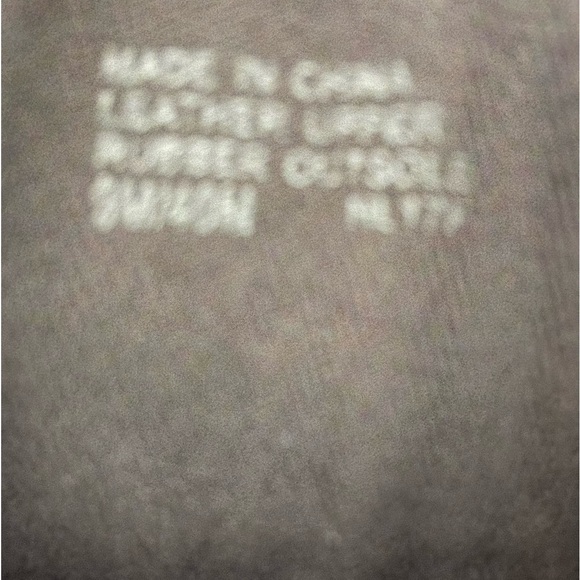 MADE IN CHINA
LEATHER UPPER
RUBBER OUTSOLE